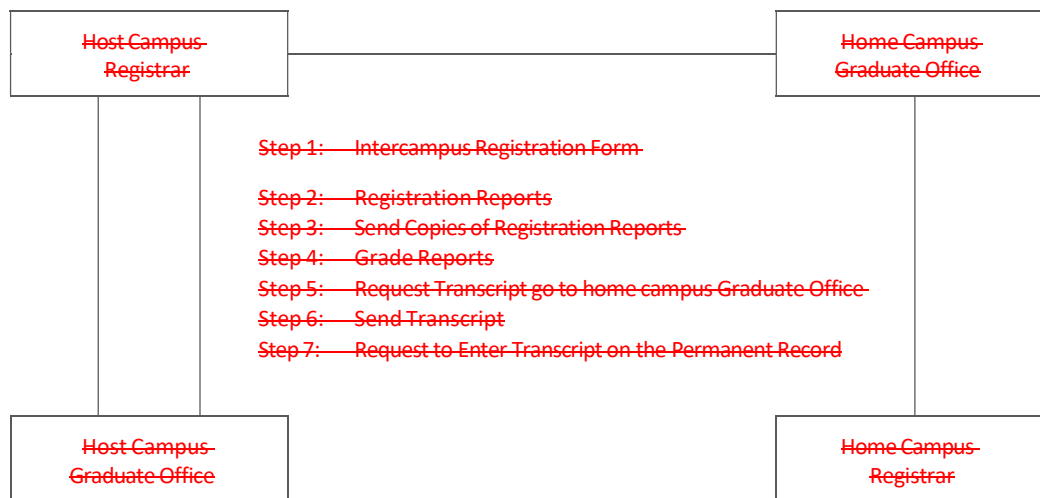 Host Campus
Registrar
Home Campus
Graduate Office
Step 1: Intercampus Registration Form
Step 2: Registration Reports
Step 3: Send Copies of Registration Reports
Step 4: Grade Reports
Step 5: Request Transcript go to home campus Graduate Office
Step 6: Send Transcript
Step 7: Request to Enter Transcript on the Permanent Record
Host Campus
Graduate Office
Home Campus
Registrar